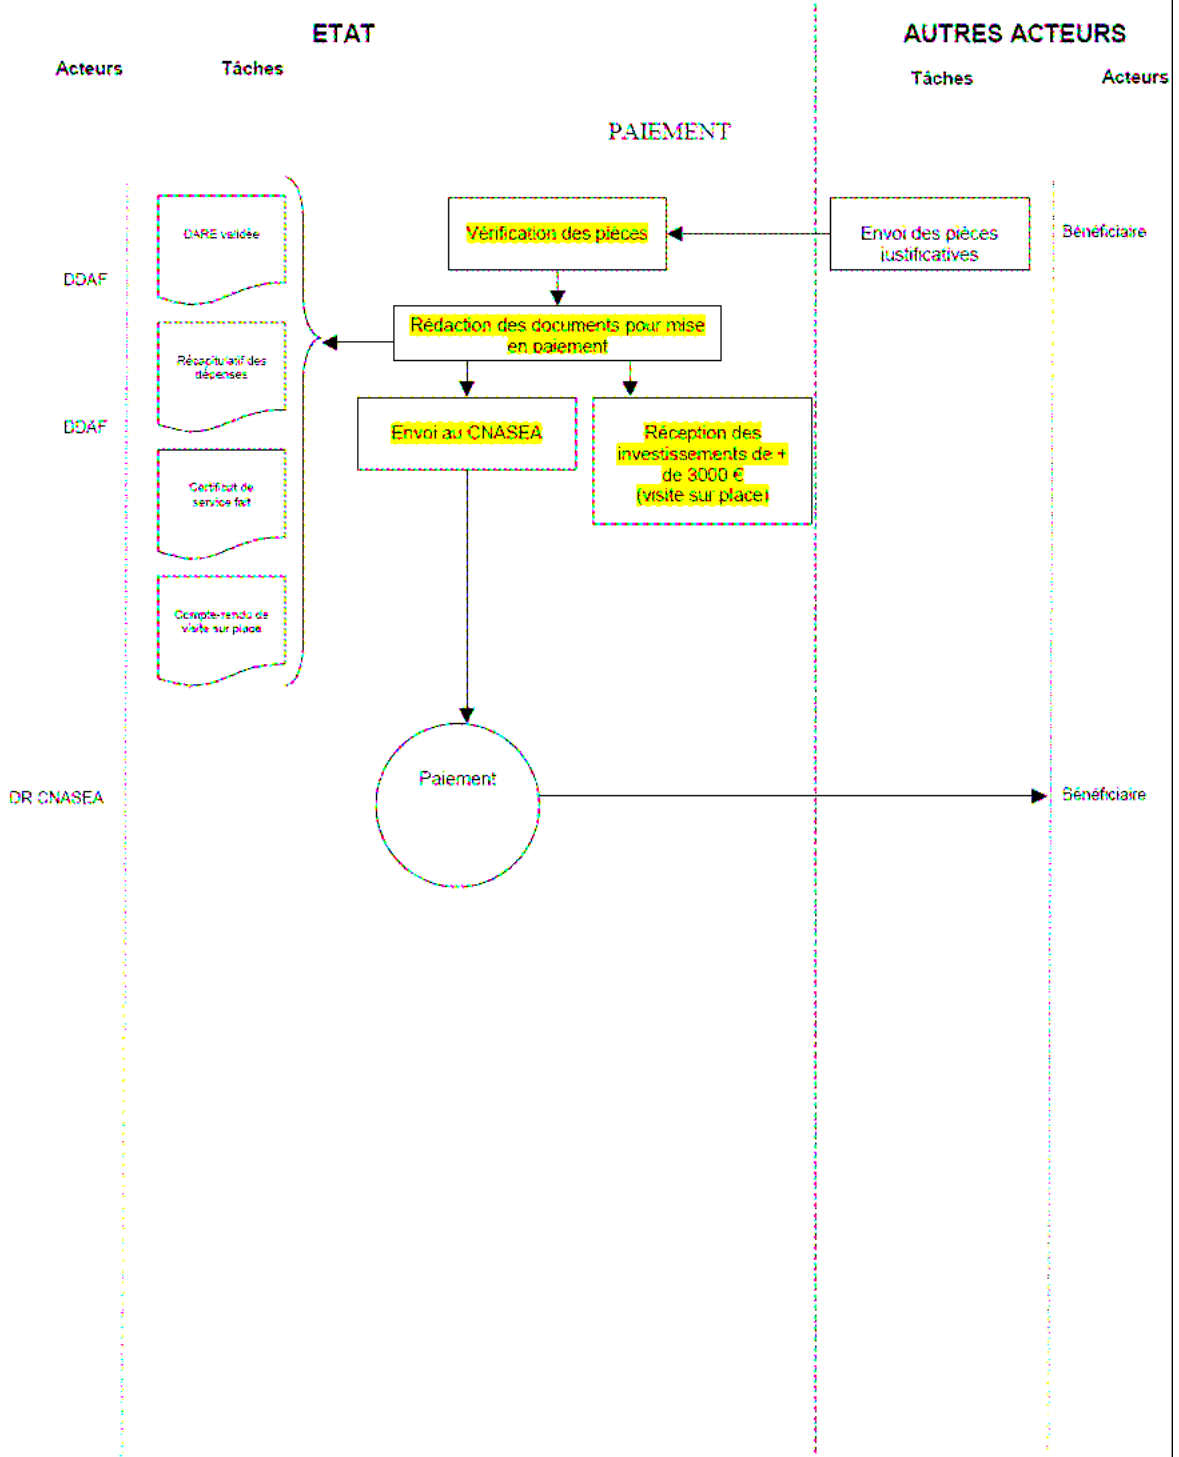 ETAT
AUTRES ACTEURS
Acteurs
Tâches
Tâches
Acteurs
PAIEMENT
DARE validée
Vérification des pièces
Envoi des pièces
justificatives
Bénéficiaire
DDAF
Rédaction des documents pour mise
en paiement
Récapitulatif des
dépenses
DDAF
Envoi au CNASEA
Réception des
investissements de +
de 3000 €
(visite sur place)
Certificat de
service fait
Compte-rendu de
visite sur place
Paiement
DR CNASEA
Bénéficiaire